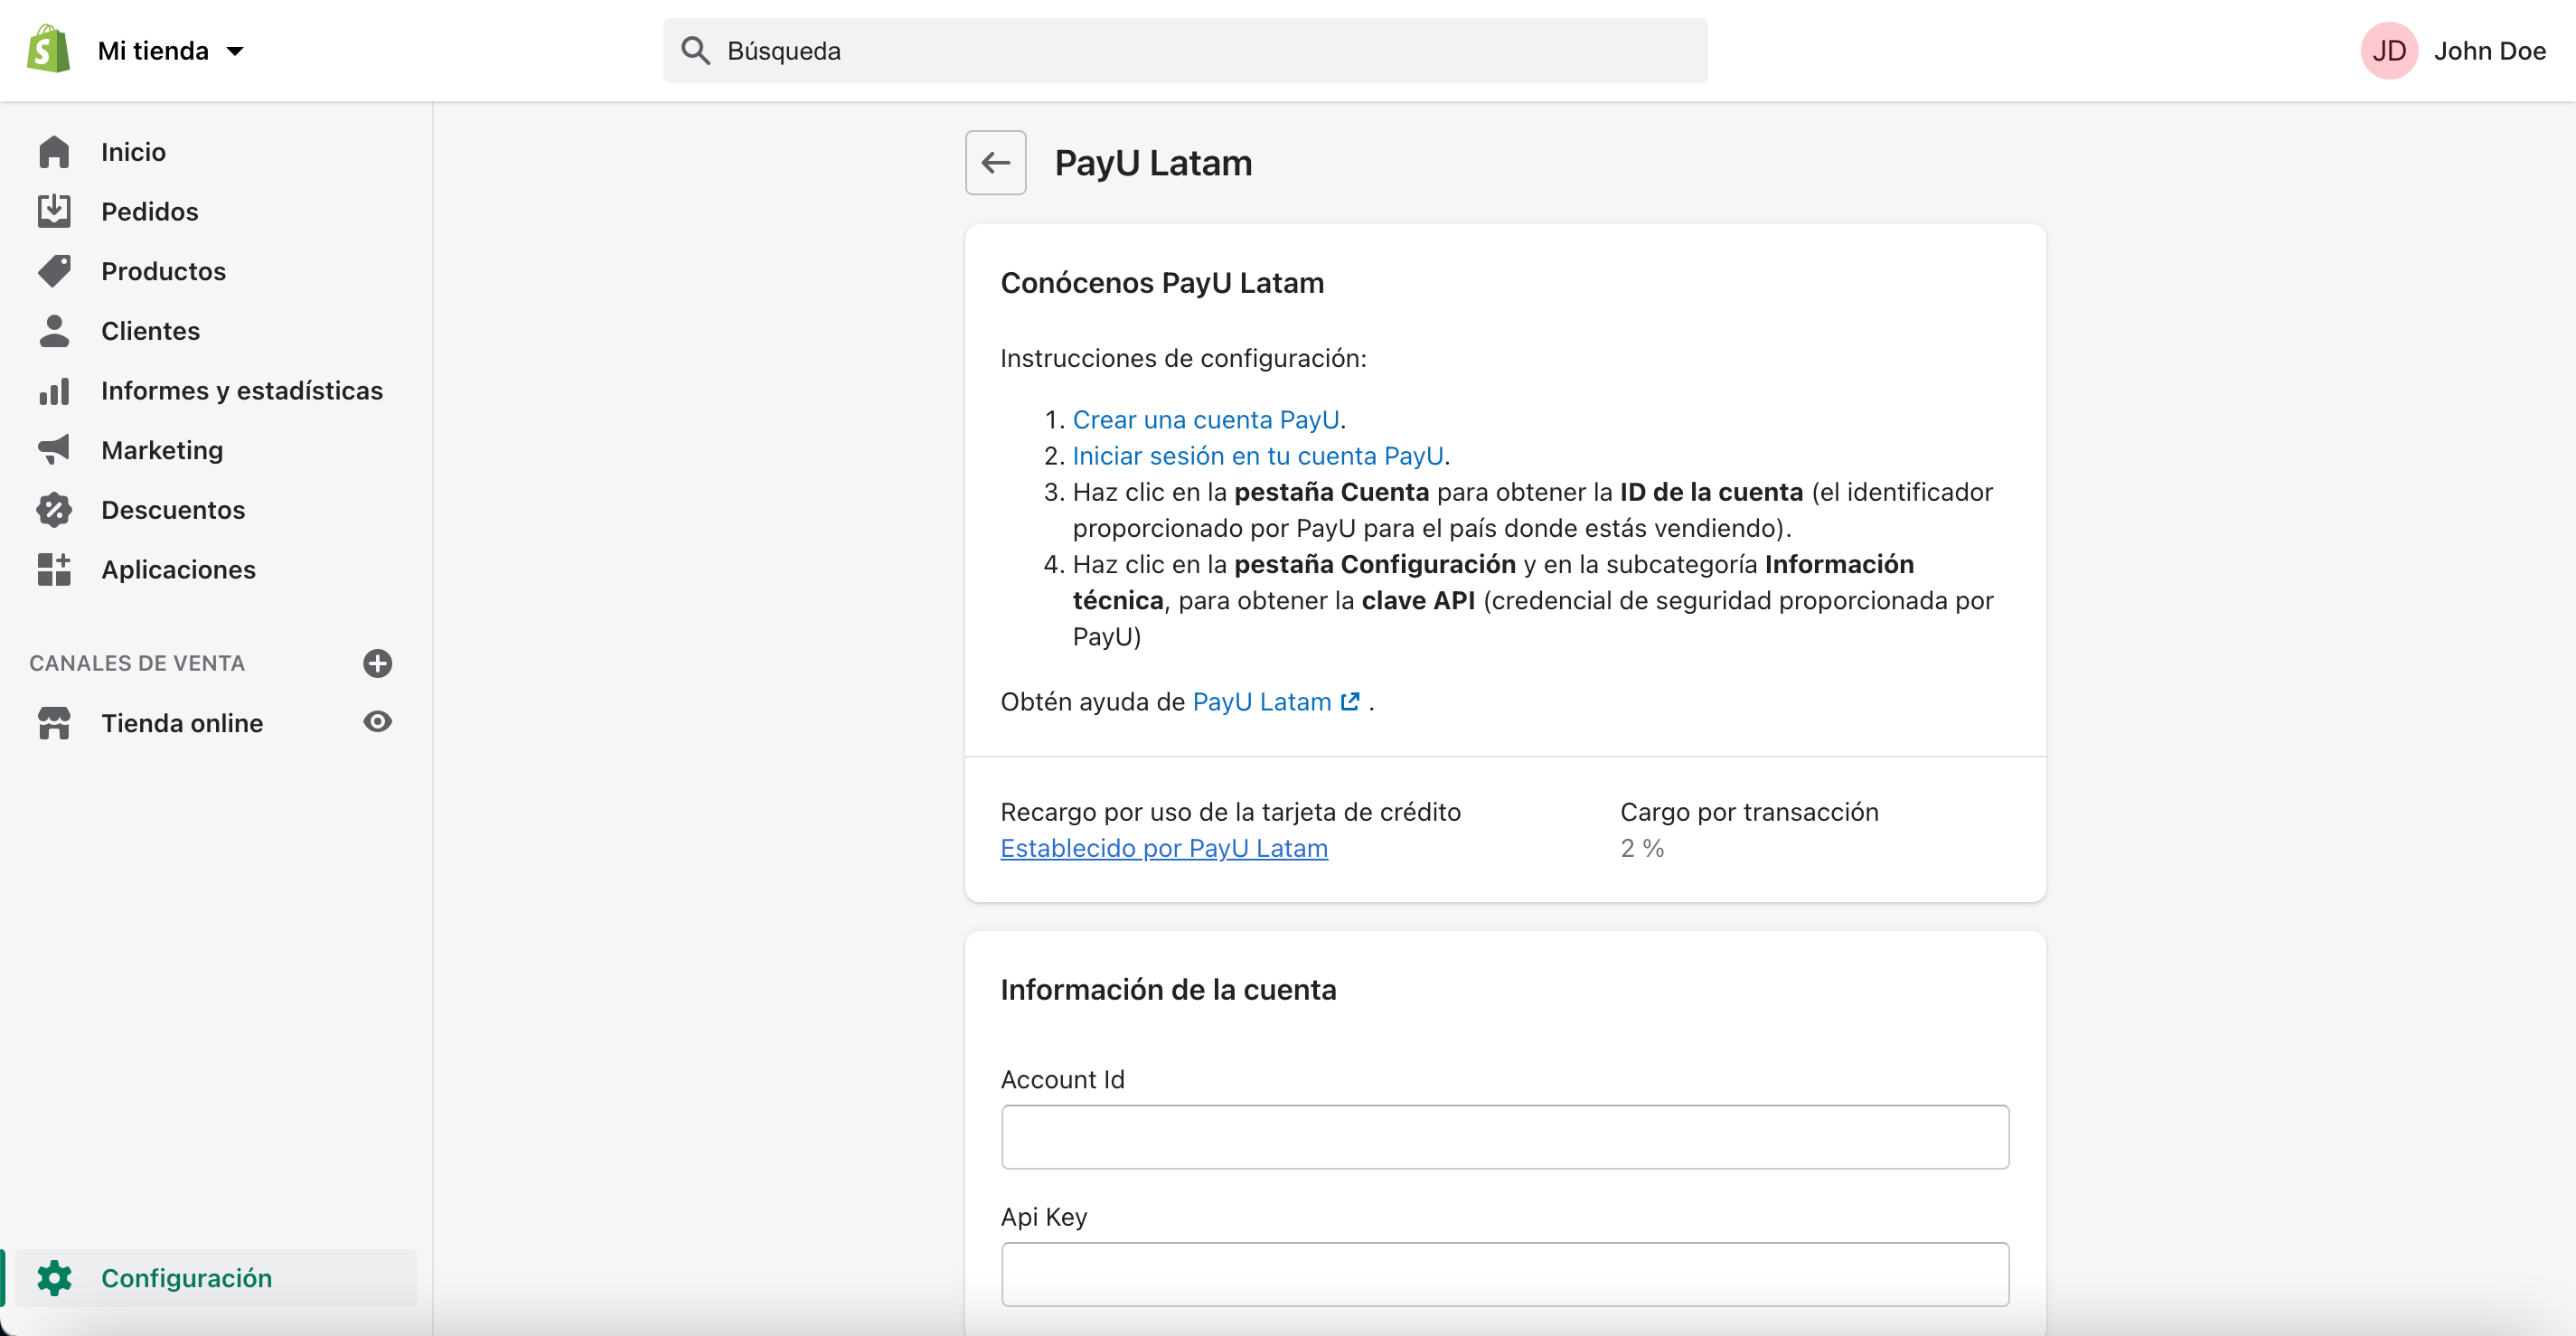 Mi tienda
Búsqueda
JD
John Doe
Inicio
Pedidos
Productos
Clientes
Informes y estadísticas
Marketing
Descuentos
Aplicaciones
CANALES DE VENTA
Tienda online
Configuración
PayU Latam
Conócenos PayU Latam
Instrucciones de configuración:
1. Crear una cuenta PayU.
2. Iniciar sesión en tu cuenta PayU.
3. Haz clic en la pestaña Cuenta para obtener la ID de la cuenta (el identificador
proporcionado por PayU para el país donde estás vendiendo).
4. Haz clic en la pestaña Configuración y en la subcategoría Información
técnica, para obtener la clave API (credencial de seguridad proporcionada por
PayU)
Obtén ayuda de PayU Latam .
Recargo por uso de la tarjeta de crédito
Establecido por PayU Latam
Cargo por transacción
2 %
Información de la cuenta
Account Id
Api Key